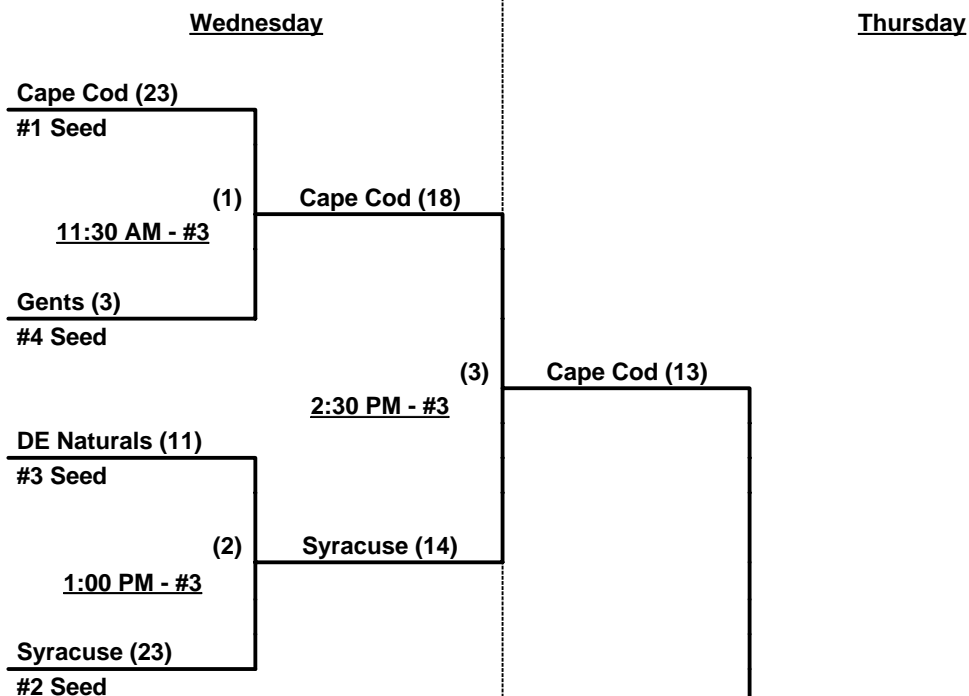 Wednesday
Thursday
Cape Cod (23)
#1 Seed
(1)
Cape Cod (18)
11:30 AM - #3
Gents (3)
#4 Seed
(3)
Cape Cod (13)
2:30 PM - #3
DE Naturals (11)
#3 Seed
(2)
Syracuse (14)
1:00 PM - #3
Syracuse (23)
#2 Seed